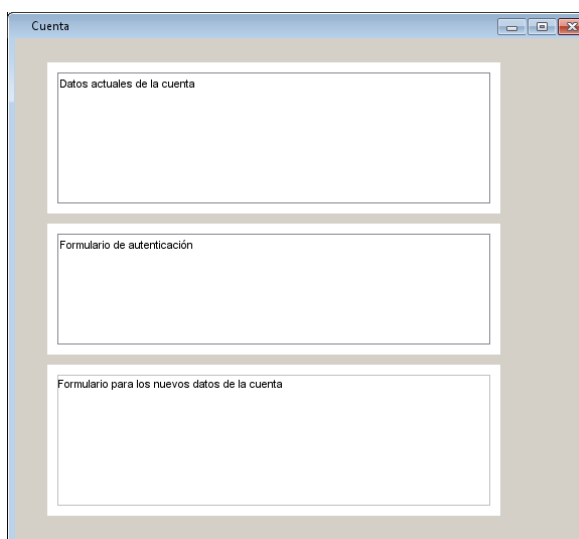 Cuenta
Datos actuales de la cuenta
Formulario de autenticación
Formulario para los nuevos datos de la cuenta